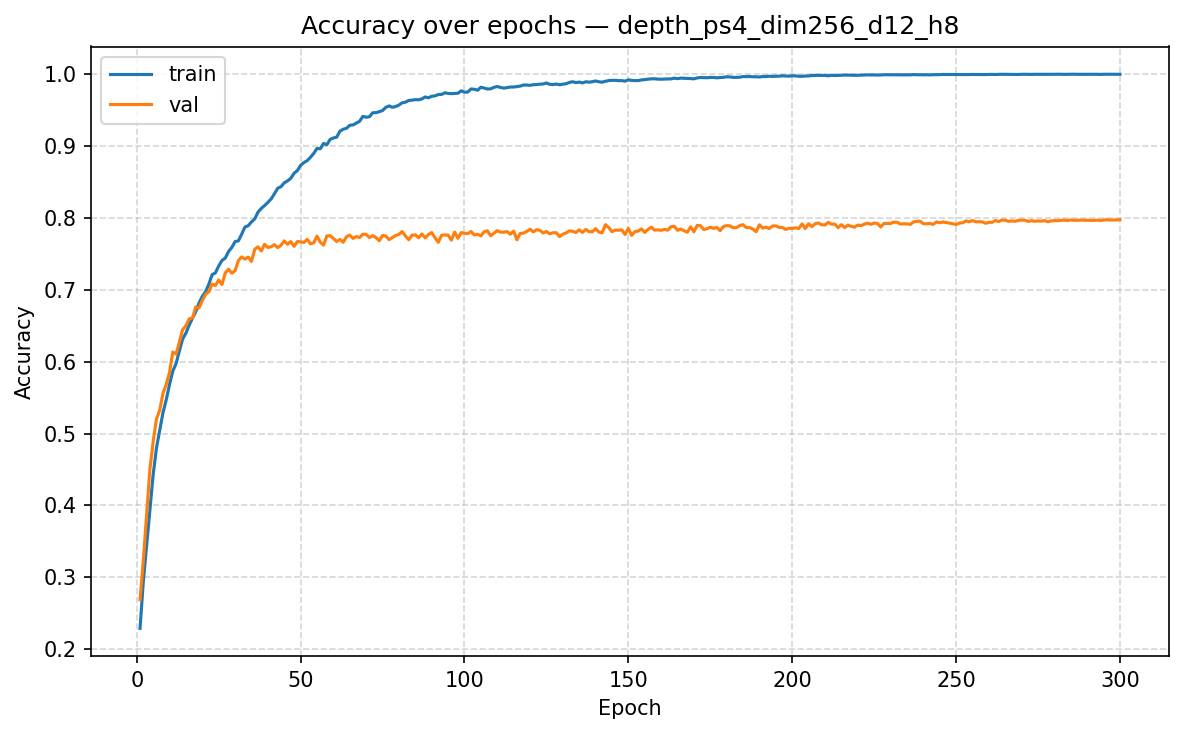 Accuracy over epochs — depth_ps4_dim256_d12_h8
train
val
1.0
0.9
0.8
0.7
0.6
0.5
0.4
0.3
0.2
Accuracy
0 50 100 150 200 250 300
Epoch